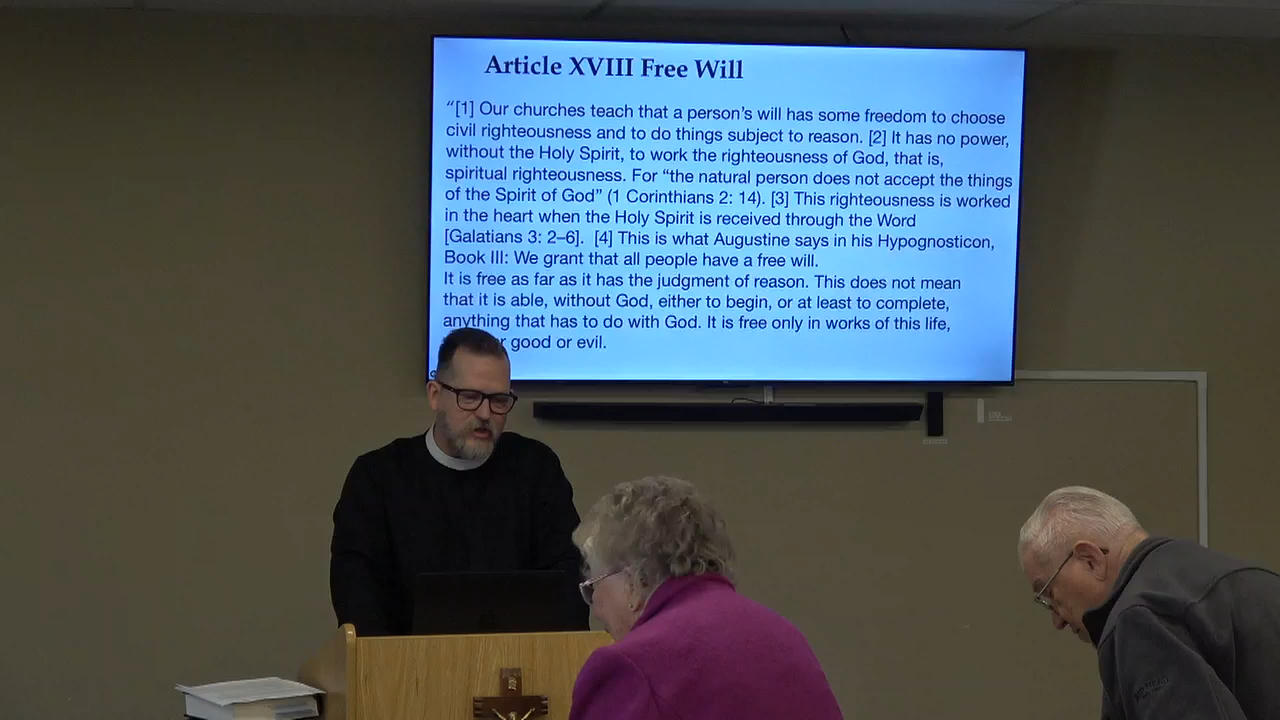 Article XVIII Free Will
“[1] Our churches teach that a person’s will has some freedom to choose
civil righteousness and to do things subject to reason. [2] It has no power,
without the Holy Spirit, to work the righteousness of God, that is,
spiritual righteousness. For “the natural person does not accept the things
of the Spirit of God” (1 Corinthians 2: 14). [3] This righteousness is worked
in the heart when the Holy Spirit is received through the Word
[Galatians 3: 2–6].  [4] This is what Augustine says in his Hypognosticon,
Book III: We grant that all people have a free will.
It is free as far as it has the judgment of reason. This does not mean
that it is able, without God, either to begin, or at least to complete,
anything that has to do with God. It is free only in works of this life,
good or evil.